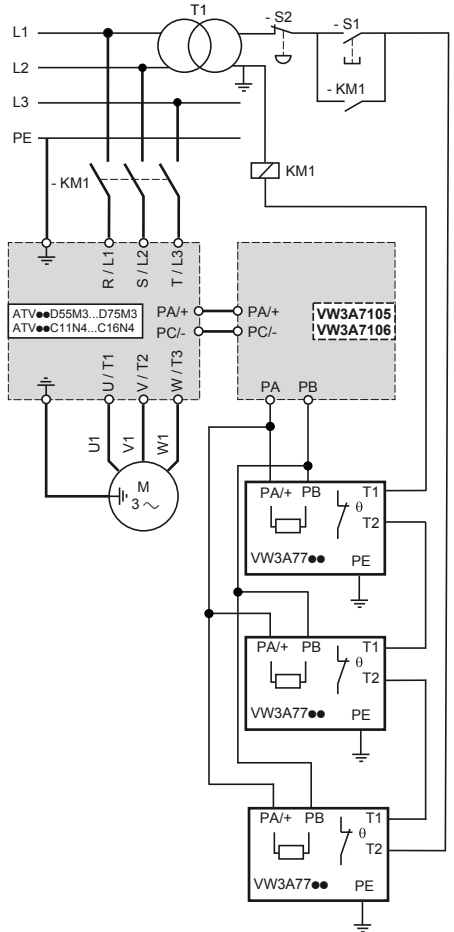 T1
L1
- S2
- S1
L2
- KM1
L3
PE
KM1
- KM1
R / L1
S / L2
T / L3
ATV●●D55M3...D75M3
ATV●●C11N4...C16N4
PA/+
PC/-
PA/+
PC/-
VW3A7105
VW3A7106
U / T1
V / T2
W / T3
PA
PB
U1
V1
W1
M
3 ~
PA/+
PB
T1
θ
T2
VW3A77●●
PE
PA/+
PB
T1
θ
T2
VW3A77●●
PE
PA/+
PB
T1
θ
T2
VW3A77●●
PE